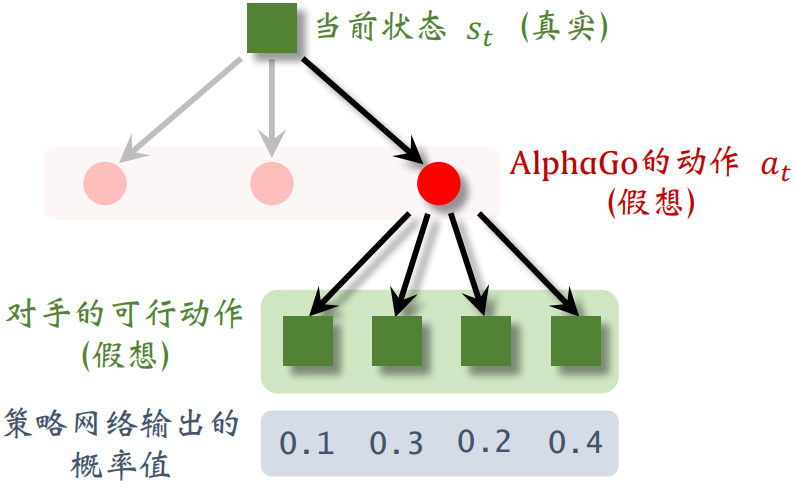 当前状态 s_t (真实)
AlphaGo的动作 a_t
(假想)
对手的可行动作
(假想)
策略网络输出的
概率值
0.1 0.3 0.2 0.4